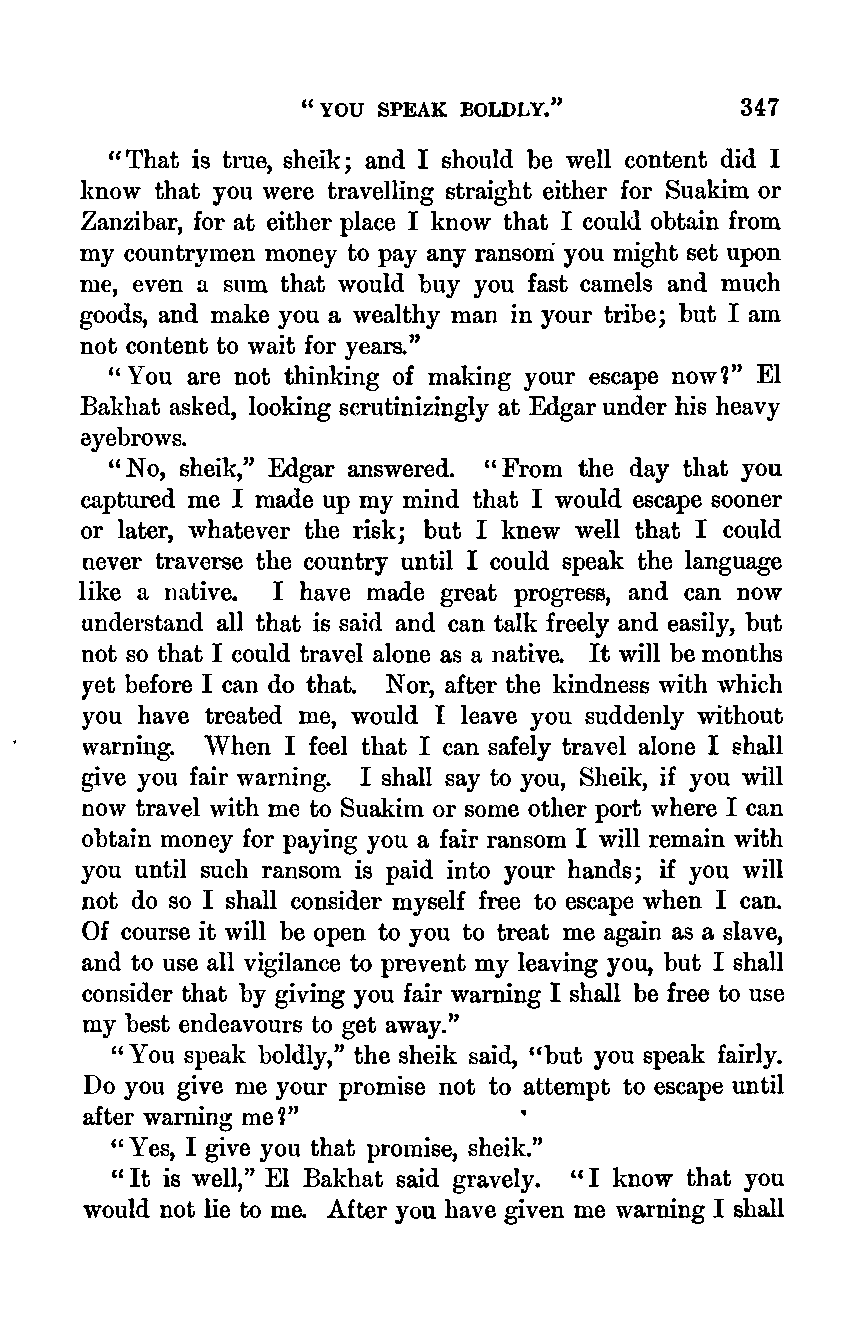 “ YOU SPEAK BOLDLY.” 347
“That is true, sheik; and I should be well content did I
know that you were travelling straight either for Suakim or
Zanzibar, for at either place I know that I could obtain from
my countrymen money to pay any ransom you might set upon
me, even a sum that would buy you fast camels and much
goods, and make you a wealthy man in your tribe; but I am
not content to wait for years.”
“You are not thinking of making your escape now?” El
Bakhat asked, looking scrutinizingly at Edgar under his heavy
eyebrows.
“No, sheik,” Edgar answered. “From the day that you
captured me I made up my mind that I would escape sooner
or later, whatever the risk; but I knew well that I could
never traverse the country until I could speak the language
like a native. I have made great progress, and can now
understand all that is said and can talk freely and easily, but
not so that I could travel alone as a native. It will be months
yet before I can do that. Nor, after the kindness with which
you have treated me, would I leave you suddenly without
warning. When I feel that I can safely travel alone I shall
give you fair warning. I shall say to you, Sheik, if you will
now travel with me to Suakim or some other port where I can
obtain money for paying you a fair ransom I will remain with
you until such ransom is paid into your hands; if you will
not do so I shall consider myself free to escape when I can.
Of course it will be open to you to treat me again as a slave,
and to use all vigilance to prevent my leaving you, but I shall
consider that by giving you fair warning I shall be free to use
my best endeavours to get away.”
“You speak boldly,” the sheik said, “but you speak fairly.
Do you give me your promise not to attempt to escape until
after warning me?”
“Yes, I give you that promise, sheik.”
“It is well,” El Bakhat said gravely. “I know that you
would not lie to me. After you have given me warning I shall